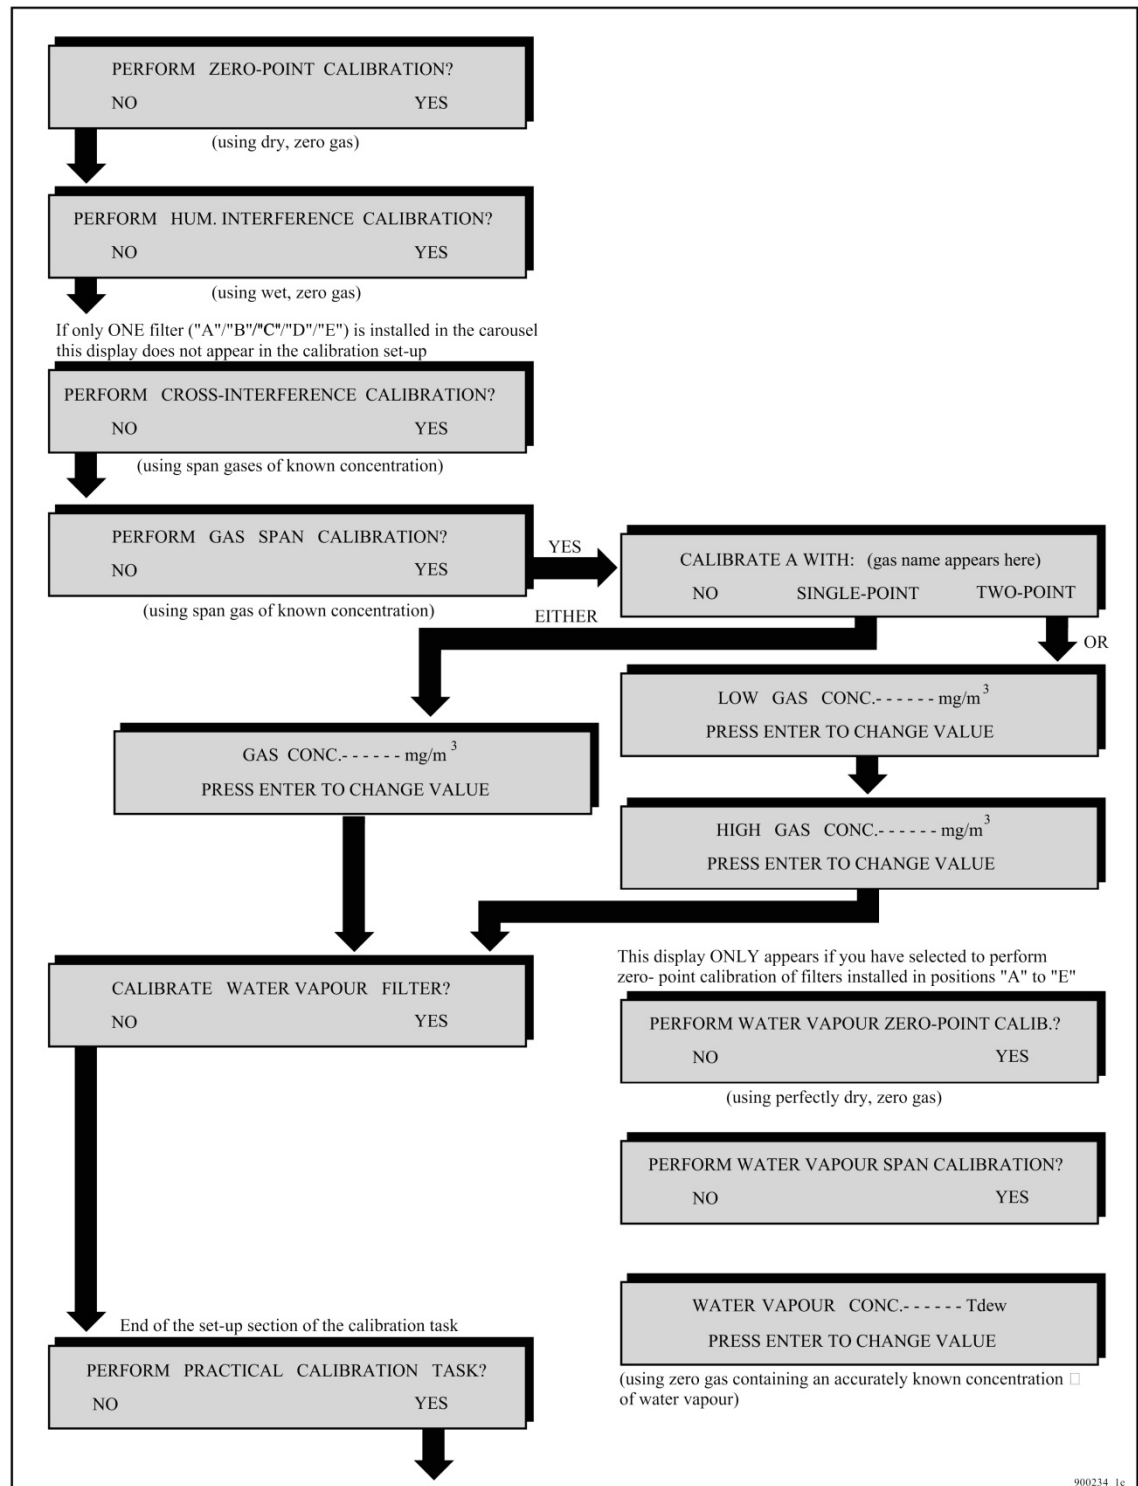 PERFORM ZERO-POINT CALIBRATION?
NO YES
(using dry, zero gas)
PERFORM HUM. INTERFERENCE CALIBRATION?
NO YES
(using wet, zero gas)
If only ONE filter ("A"/"B"/"C"/"D"/"E") is installed in the carousel
this display does not appear in the calibration set-up
PERFORM CROSS-INTERFERENCE CALIBRATION?
NO YES
(using span gases of known concentration)
PERFORM GAS SPAN CALIBRATION?
NO YES
(using span gas of known concentration)
YES
CALIBRATE A WITH: (gas name appears here)
NO SINGLE-POINT TWO-POINT
EITHER
OR
LOW GAS CONC.- - - - - - mg/m³
PRESS ENTER TO CHANGE VALUE
GAS CONC.- - - - - - mg/m³
PRESS ENTER TO CHANGE VALUE
HIGH GAS CONC.- - - - - - mg/m³
PRESS ENTER TO CHANGE VALUE
CALIBRATE WATER VAPOUR FILTER?
NO YES
This display ONLY appears if you have selected to perform
zero- point calibration of filters installed in positions "A" to "E"
PERFORM WATER VAPOUR ZERO-POINT CALIB.?
NO YES
(using perfectly dry, zero gas)
PERFORM WATER VAPOUR SPAN CALIBRATION?
NO YES
WATER VAPOUR CONC.- - - - - - Tdew
PRESS ENTER TO CHANGE VALUE
(using zero gas containing an accurately known concentration □
of water vapour)
End of the set-up section of the calibration task
PERFORM PRACTICAL CALIBRATION TASK?
NO YES
900234_1e